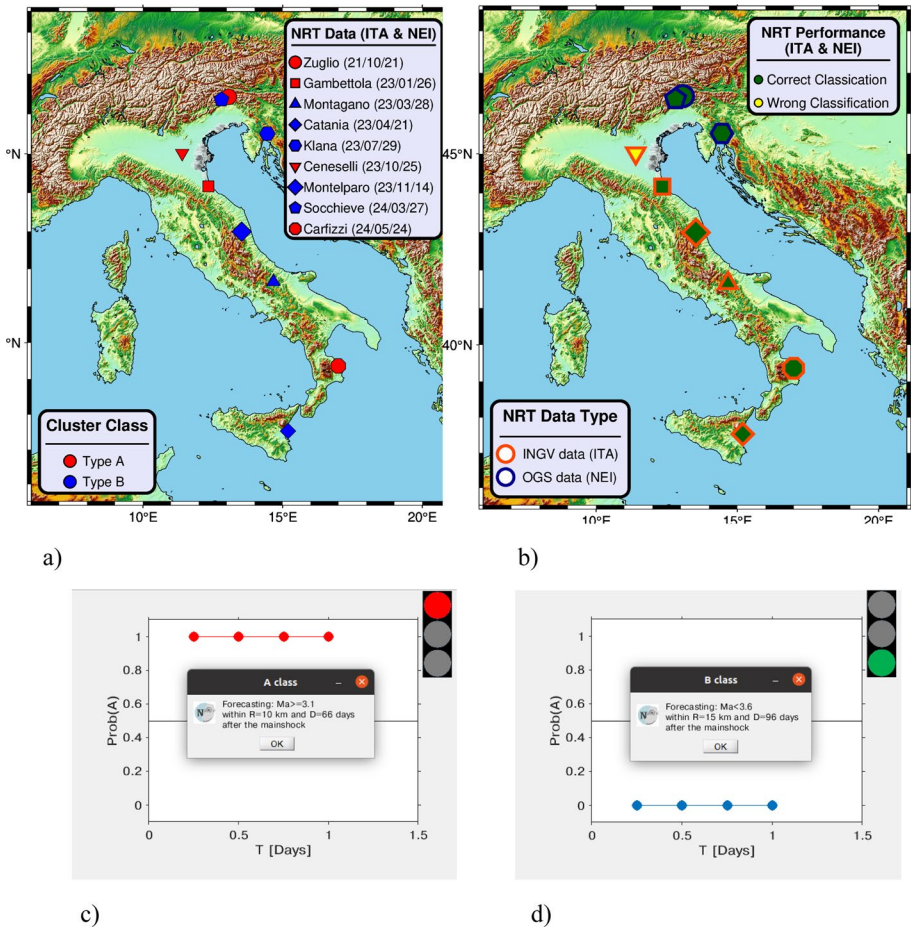 NRT Data (ITA & NEI)
Zuglio (21/10/21)
Gambettola (23/01/26)
Montagano (23/03/28)
Catania (23/04/21)
Klana (23/07/29)
Ceneselli (23/10/25)
Montelparo (23/11/14)
Socchieve (24/03/27)
Carfizzi (24/05/24)
°N
°N
Cluster Class
Type A
Type B
10°E
15°E
20°E
a)
NRT Performance
(ITA & NEI)
Correct Classication
Wrong Classification
45°N
40°N
NRT Data Type
INGV data (ITA)
OGS data (NEI)
10°E
15°E
20°E
b)
Prob(A)
1
0.8
0.6
0.4
0.2
0
A class
Forecasting: Ma>=3.1
within R=10 km and D=66 days
after the mainshock
OK
0
0.5
1
1.5
T [Days]
c)
Prob(A)
1
0.8
0.6
0.4
0.2
0
B class
Forecasting: Ma<3.6
within R=15 km and D=96 days
after the mainshock
OK
0
0.5
1
1.5
T [Days]
d)